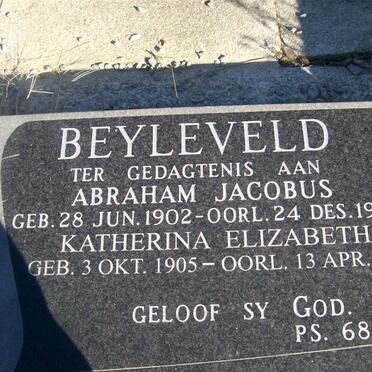 BEYLEVELD
TER GEDAGTENIS AAN
ABRAHAM JACOBUS
GEB. 28 JUN. 1902 - OORL. 24 DES. 19
KATHERINA ELIZABETH
GEB. 3 OKT. 1905 - OORL. 13 APR.
GELOOF SY GOD.
PS. 68